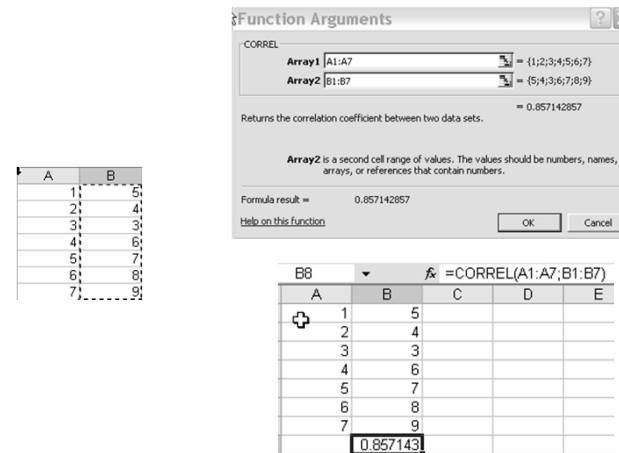 Function Arguments
CORREL
Array1 A1:A7 = {1;2;3;4;5;6;7}
Array2 B1:B7 = {5;4;3;6;7;8;9}
= 0.857142857
Returns the correlation coefficient between two data sets.
Array2 is a second cell range of values. The values should be numbers, names,
arrays, or references that contain numbers.
Formula result = 0.857142857
Help on this function OK Cancel
A B
1 5
2 4
3 3
4 6
5 7
6 8
7 9
B8 fx =CORREL(A1:A7;B1:B7)
A B C D E
1 5
2 4
3 3
4 6
5 7
6 8
7 9
0.857143